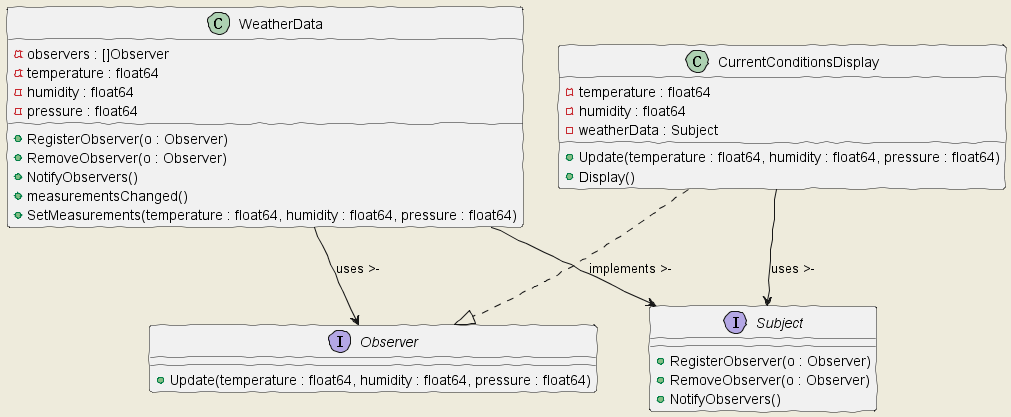 C WeatherData
observers : []Observer
temperature : float64
humidity : float64
pressure : float64
RegisterObserver(o : Observer)
RemoveObserver(o : Observer)
NotifyObservers()
measurementsChanged()
SetMeasurements(temperature : float64, humidity : float64, pressure : float64)
C CurrentConditionsDisplay
temperature : float64
humidity : float64
weatherData : Subject
Update(temperature : float64, humidity : float64, pressure : float64)
Display()
uses >-
implements >-
uses >-
I Observer
Update(temperature : float64, humidity : float64, pressure : float64)
I Subject
RegisterObserver(o : Observer)
RemoveObserver(o : Observer)
NotifyObservers()